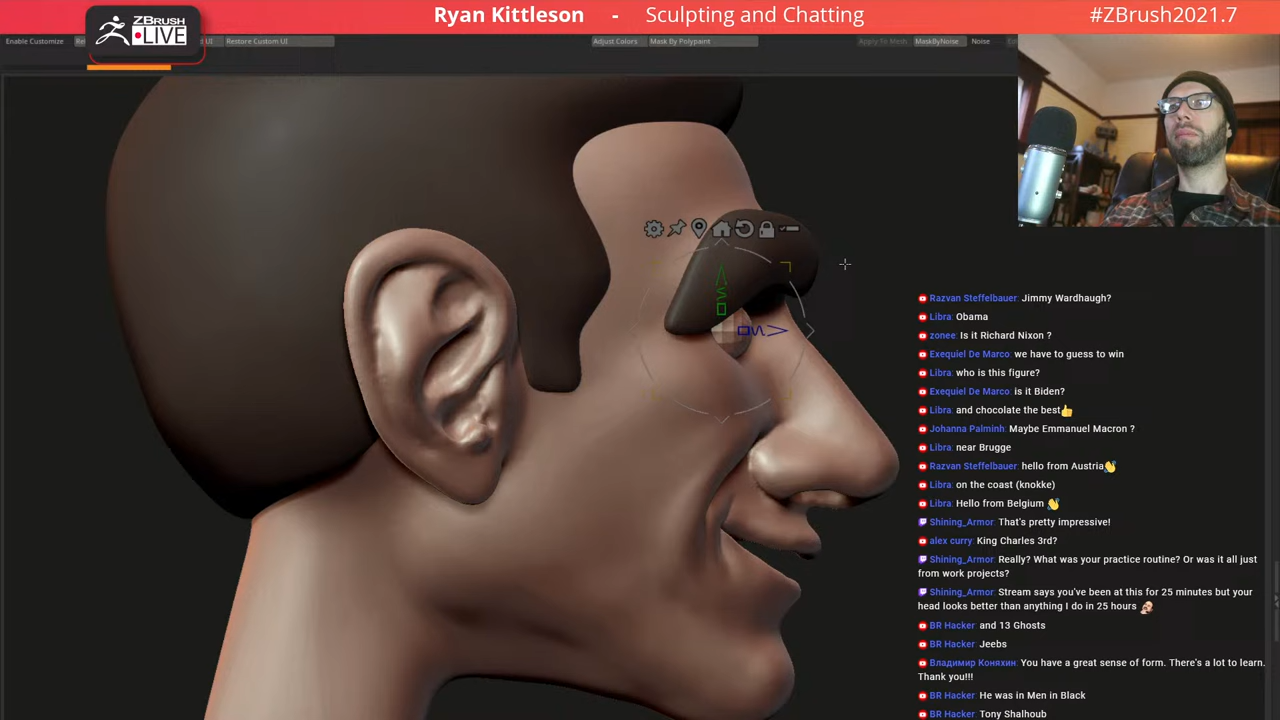 Ryan Kittleson - Sculpting and Chatting #ZBrush2021.7
ZBRUSH
LIVE
Enable Customize
UI
Restore Custom UI
Adjust Colors
Mask By Polypaint
Apply To Mesh
MaskByNoise
Noise
Razvan Steffelbauer: Jimmy Wardhaugh?
Libra: Obama
zonee: Is it Richard Nixon ?
Exequiel De Marco: we have to guess to win
Libra: who is this figure?
Exequiel De Marco: is it Biden?
Libra: and chocolate the best👍
Johanna Palminh: Maybe Emmanuel Macron ?
Libra: near Brugge
Razvan Steffelbauer: hello from Austria👋
Libra: on the coast (knokke)
Libra: Hello from Belgium 👋
Shining_Armor: That's pretty impressive!
alex curry: King Charles 3rd?
Shining_Armor: Really? What was your practice routine? Or was it all just
from work projects?
Shining_Armor: Stream says you've been at this for 25 minutes but your
head looks better than anything I do in 25 hours
BR Hacker: and 13 Ghosts
BR Hacker: Jeebs
Владимир Коняхин: You have a great sense of form. There's a lot to learn.
Thank you!!!
BR Hacker: He was in Men in Black
BR Hacker: Tony Shalhoub